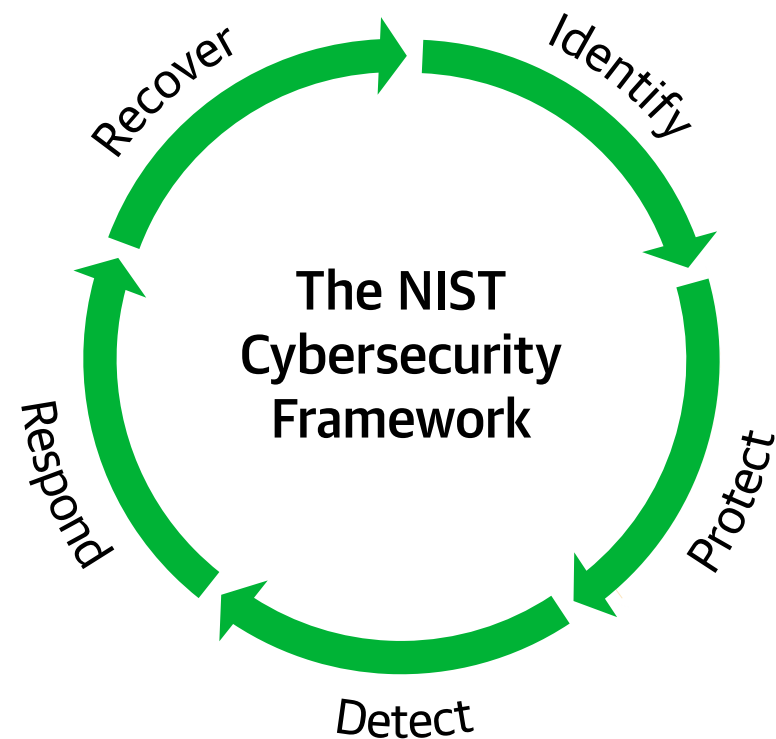 The NIST
Cybersecurity
Framework
Identify
Protect
Detect
Respond
Recover